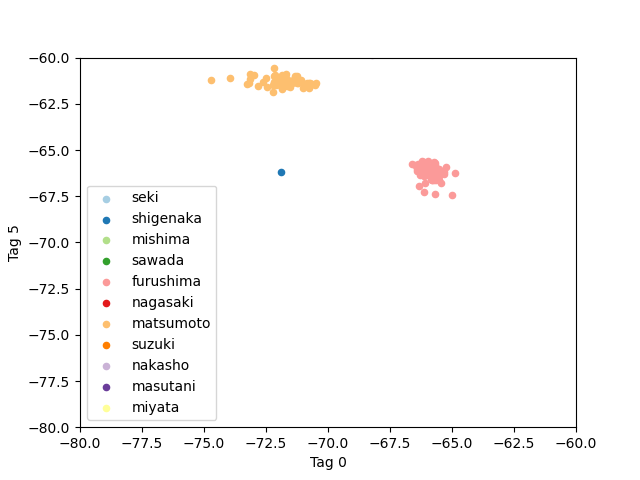 −60.0
−62.5
−65.0
−67.5
−70.0
−72.5
−75.0
−77.5
−80.0
Tag 5
seki
shigenaka
mishima
sawada
furushima
nagasaki
matsumoto
suzuki
nakasho
masutani
miyata
−80.0 −77.5 −75.0 −72.5 −70.0 −67.5 −65.0 −62.5 −60.0
Tag 0